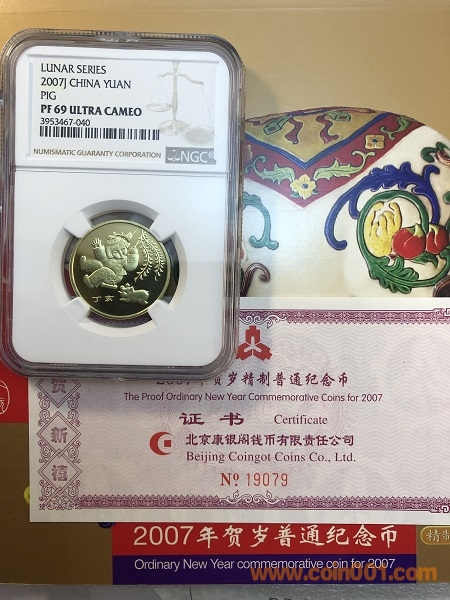 LUNAR SERIES
2007J CHINA YUAN
PIG
PF 69 ULTRA CAMEO
3953467-040
NUMISMATIC GUARANTY CORPORATION
NGC
丁亥
贺
新
禧
2007年贺岁精制普通纪念币
The Proof Ordinary New Year Commemorative Coins for 2007
证书 Certificate
北京康银阁钱币有限责任公司
Beijing Coingot Coins Co., Ltd.
No 19079
2007年贺岁普通纪念币
精制
Ordinary New Year commemorative coin for 2007
www.coin001.com